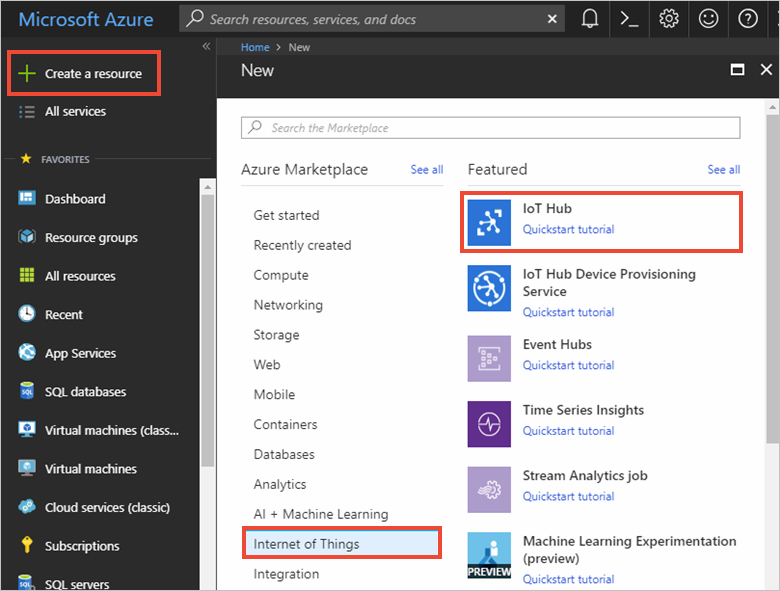 Microsoft Azure
Search resources, services, and docs
Home > New
New
Create a resource
All services
FAVORITES
Dashboard
Resource groups
All resources
Recent
App Services
SQL databases
Virtual machines (class...
Virtual machines
Cloud services (classic)
Subscriptions
SQL servers
Search the Marketplace
Azure Marketplace
See all
Get started
Recently created
Compute
Networking
Storage
Web
Mobile
Containers
Databases
Analytics
AI + Machine Learning
Internet of Things
Integration
Featured
See all
IoT Hub
Quickstart tutorial
IoT Hub Device Provisioning
Service
Quickstart tutorial
Event Hubs
Quickstart tutorial
Time Series Insights
Quickstart tutorial
Stream Analytics job
Quickstart tutorial
PREVIEW
Machine Learning Experimentation
(preview)
Quickstart tutorial